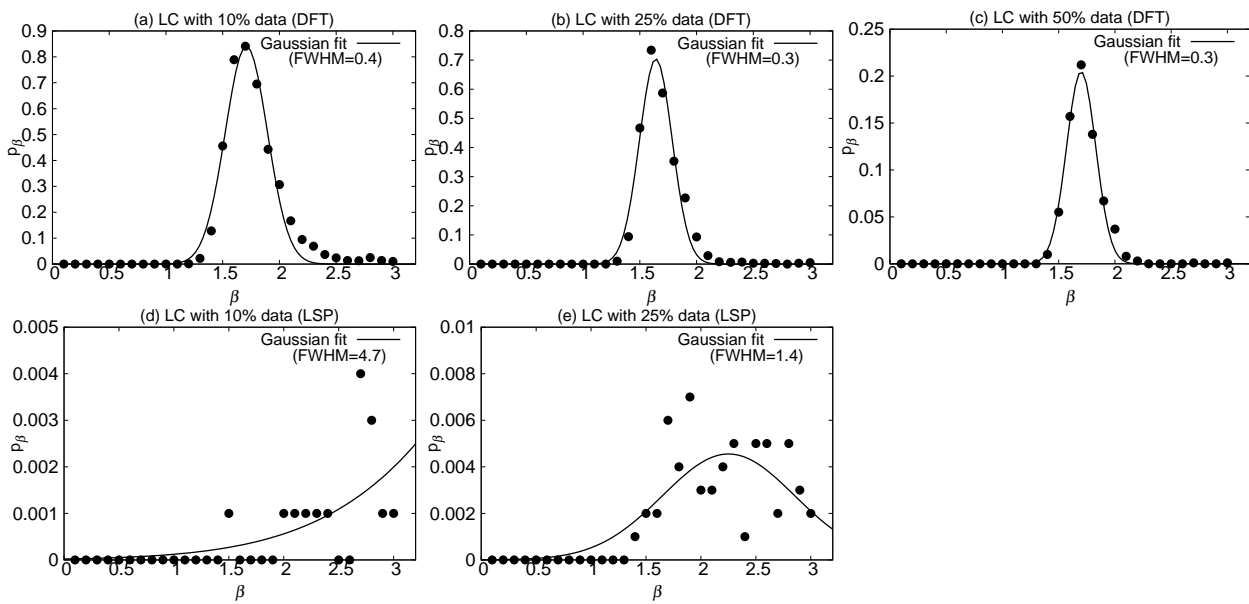 (a) LC with 10% data (DFT)
Gaussian fit
(FWHM=0.4)
0.9
0.8
0.7
0.6
0.5
0.4
0.3
0.2
0.1
0
pβ
0 0.5 1 1.5 2 2.5 3
β
(b) LC with 25% data (DFT)
Gaussian fit
(FWHM=0.3)
0.8
0.7
0.6
0.5
0.4
0.3
0.2
0.1
0
pβ
0 0.5 1 1.5 2 2.5 3
β
(c) LC with 50% data (DFT)
Gaussian fit
(FWHM=0.3)
0.25
0.2
0.15
0.1
0.05
0
pβ
0 0.5 1 1.5 2 2.5 3
β
(d) LC with 10% data (LSP)
Gaussian fit
(FWHM=4.7)
0.005
0.004
0.003
0.002
0.001
0
pβ
0 0.5 1 1.5 2 2.5 3
β
(e) LC with 25% data (LSP)
Gaussian fit
(FWHM=1.4)
0.01
0.008
0.006
0.004
0.002
0
pβ
0 0.5 1 1.5 2 2.5 3
β